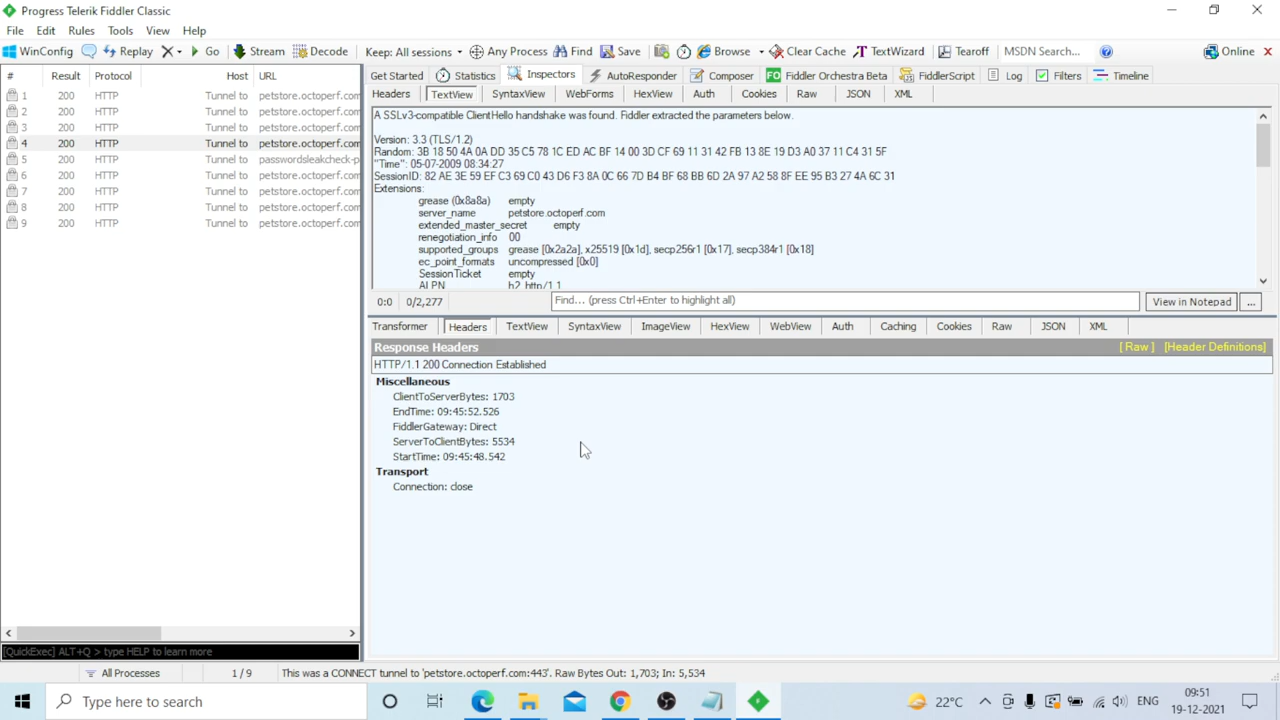 Progress Telerik Fiddler Classic
File Edit Rules Tools View Help
WinConfig Replay Go Stream Decode Keep: All sessions Any Process Find Save Browse Clear Cache TextWizard Tearoff MSDN Search... Online
# Result Protocol Host URL
1 200 HTTP Tunnel to petstore.octoperf.com
2 200 HTTP Tunnel to petstore.octoperf.com
3 200 HTTP Tunnel to petstore.octoperf.com
4 200 HTTP Tunnel to petstore.octoperf.com
5 200 HTTP Tunnel to passwordsleakcheck-p
6 200 HTTP Tunnel to petstore.octoperf.com
7 200 HTTP Tunnel to petstore.octoperf.com
8 200 HTTP Tunnel to petstore.octoperf.com
9 200 HTTP Tunnel to petstore.octoperf.com
[QuickExec] ALT+Q > type HELP to learn more
Get Started Statistics Inspectors AutoResponder Composer FO Fiddler Orchestra Beta FiddlerScript Log Filters Timeline
Headers TextView SyntaxView WebForms HexView Auth Cookies Raw JSON XML
A SSLv3-compatible ClientHello handshake was found. Fiddler extracted the parameters below.
Version: 3.3 (TLS/1.2)
Random: 3B 18 50 4A 0A DD 35 C5 78 1C ED AC BF 14 00 3D CF 69 11 31 42 FB 13 8E 19 D3 A0 37 11 C4 31 5F
"Time": 05-07-2009 08:34:27
SessionID: 82 AE 3E 59 EF C3 69 C0 43 D6 F3 8A 0C 66 7D B4 BF 68 BB 6D 2A 97 A2 58 8F EE 95 B3 27 4A 6C 31
Extensions:
grease (0x8a8a) empty
server_name petstore.octoperf.com
extended_master_secret empty
renegotiation_info 00
supported_groups grease [0x2a2a], x25519 [0x1d], secp256r1 [0x17], secp384r1 [0x18]
ec_point_formats uncompressed [0x0]
SessionTicket empty
ALPN h2, http/1.1
0:0 0/2,277 Find... (press Ctrl+Enter to highlight all) View in Notepad ...
Transformer Headers TextView SyntaxView ImageView HexView WebView Auth Caching Cookies Raw JSON XML
Response Headers [ Raw ] [Header Definitions]
HTTP/1.1 200 Connection Established
Miscellaneous
ClientToServerBytes: 1703
EndTime: 09:45:52.526
FiddlerGateway: Direct
ServerToClientBytes: 5534
StartTime: 09:45:48.542
Transport
Connection: close
All Processes 1 / 9 This was a CONNECT tunnel to 'petstore.octoperf.com:443'. Raw Bytes Out: 1,703; In: 5,534
Type here to search 22°C ENG 09:51
19-12-2021